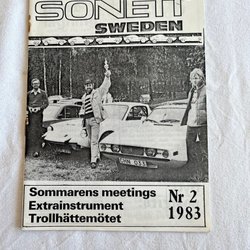 SONETT
SWEDEN
Sommarens meetings
Extrainstrument
Trollhättemötet
Nr 2
1983